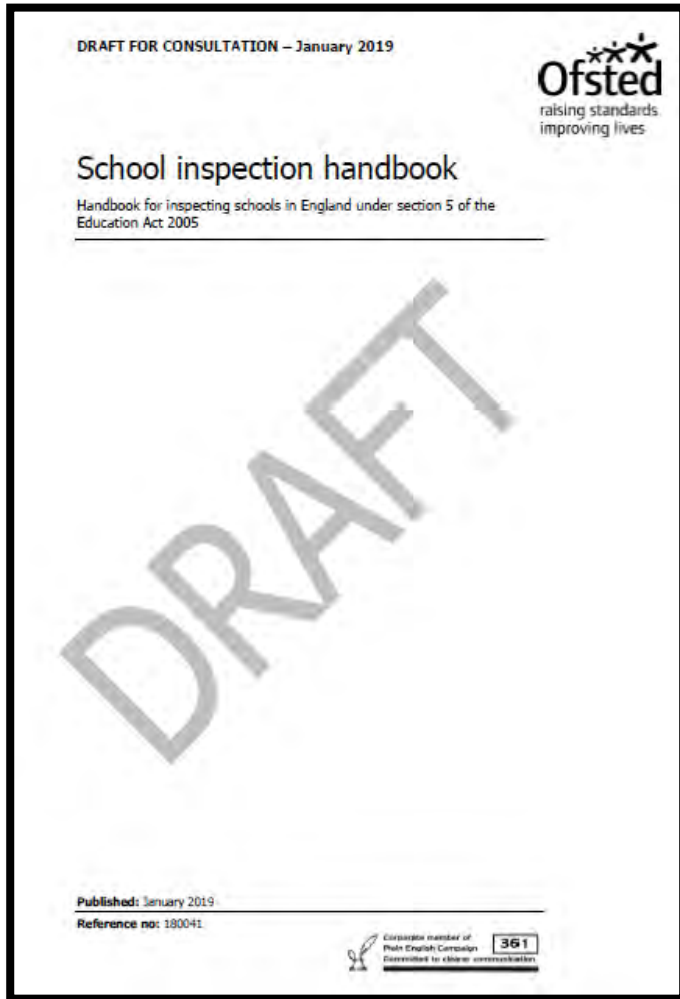 DRAFT FOR CONSULTATION – January 2019
Ofsted
raising standards
improving lives
School inspection handbook
Handbook for inspecting schools in England under section 5 of the
Education Act 2005
DRAFT
Published: January 2019
Reference no: 180041
Corporate member of
Plain English Campaign
Committed to clearer communication
361